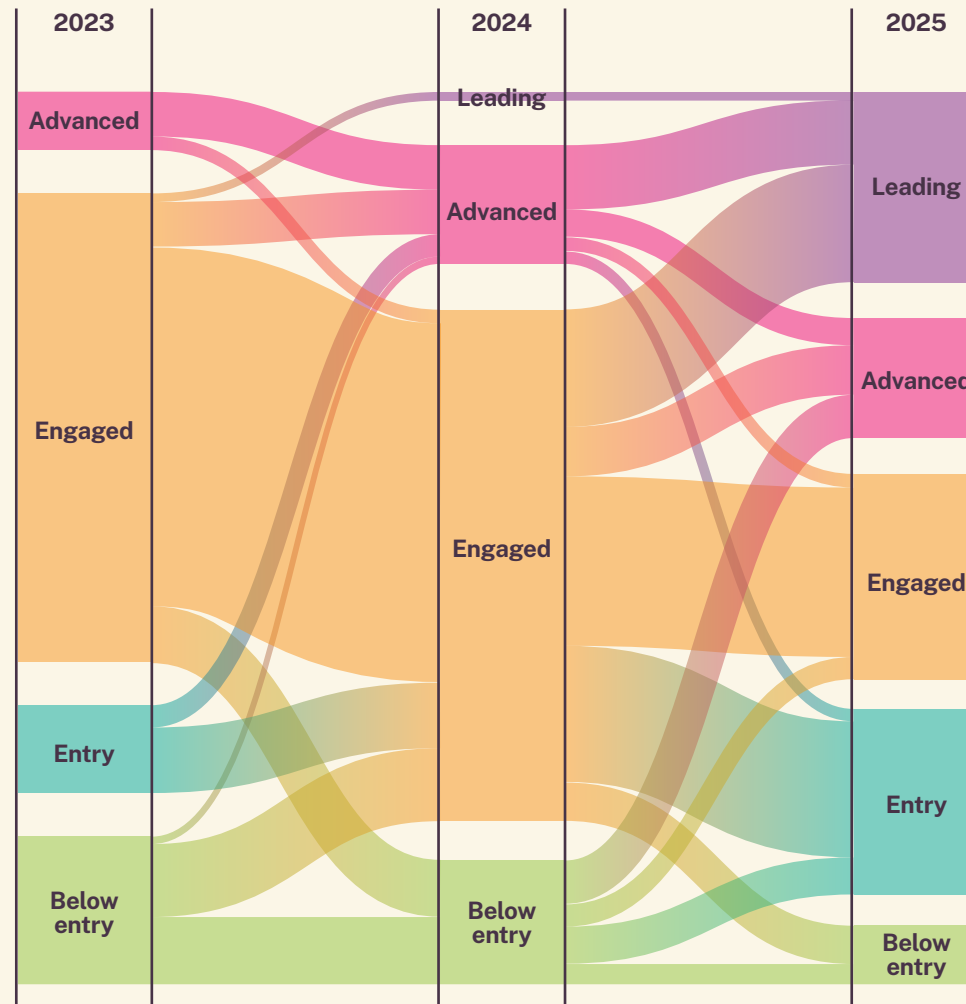 2023
2024
2025
Advanced
Engaged
Entry
Below
entry
Leading
Advanced
Engaged
Below
entry
Leading
Advanced
Engaged
Entry
Below
entry